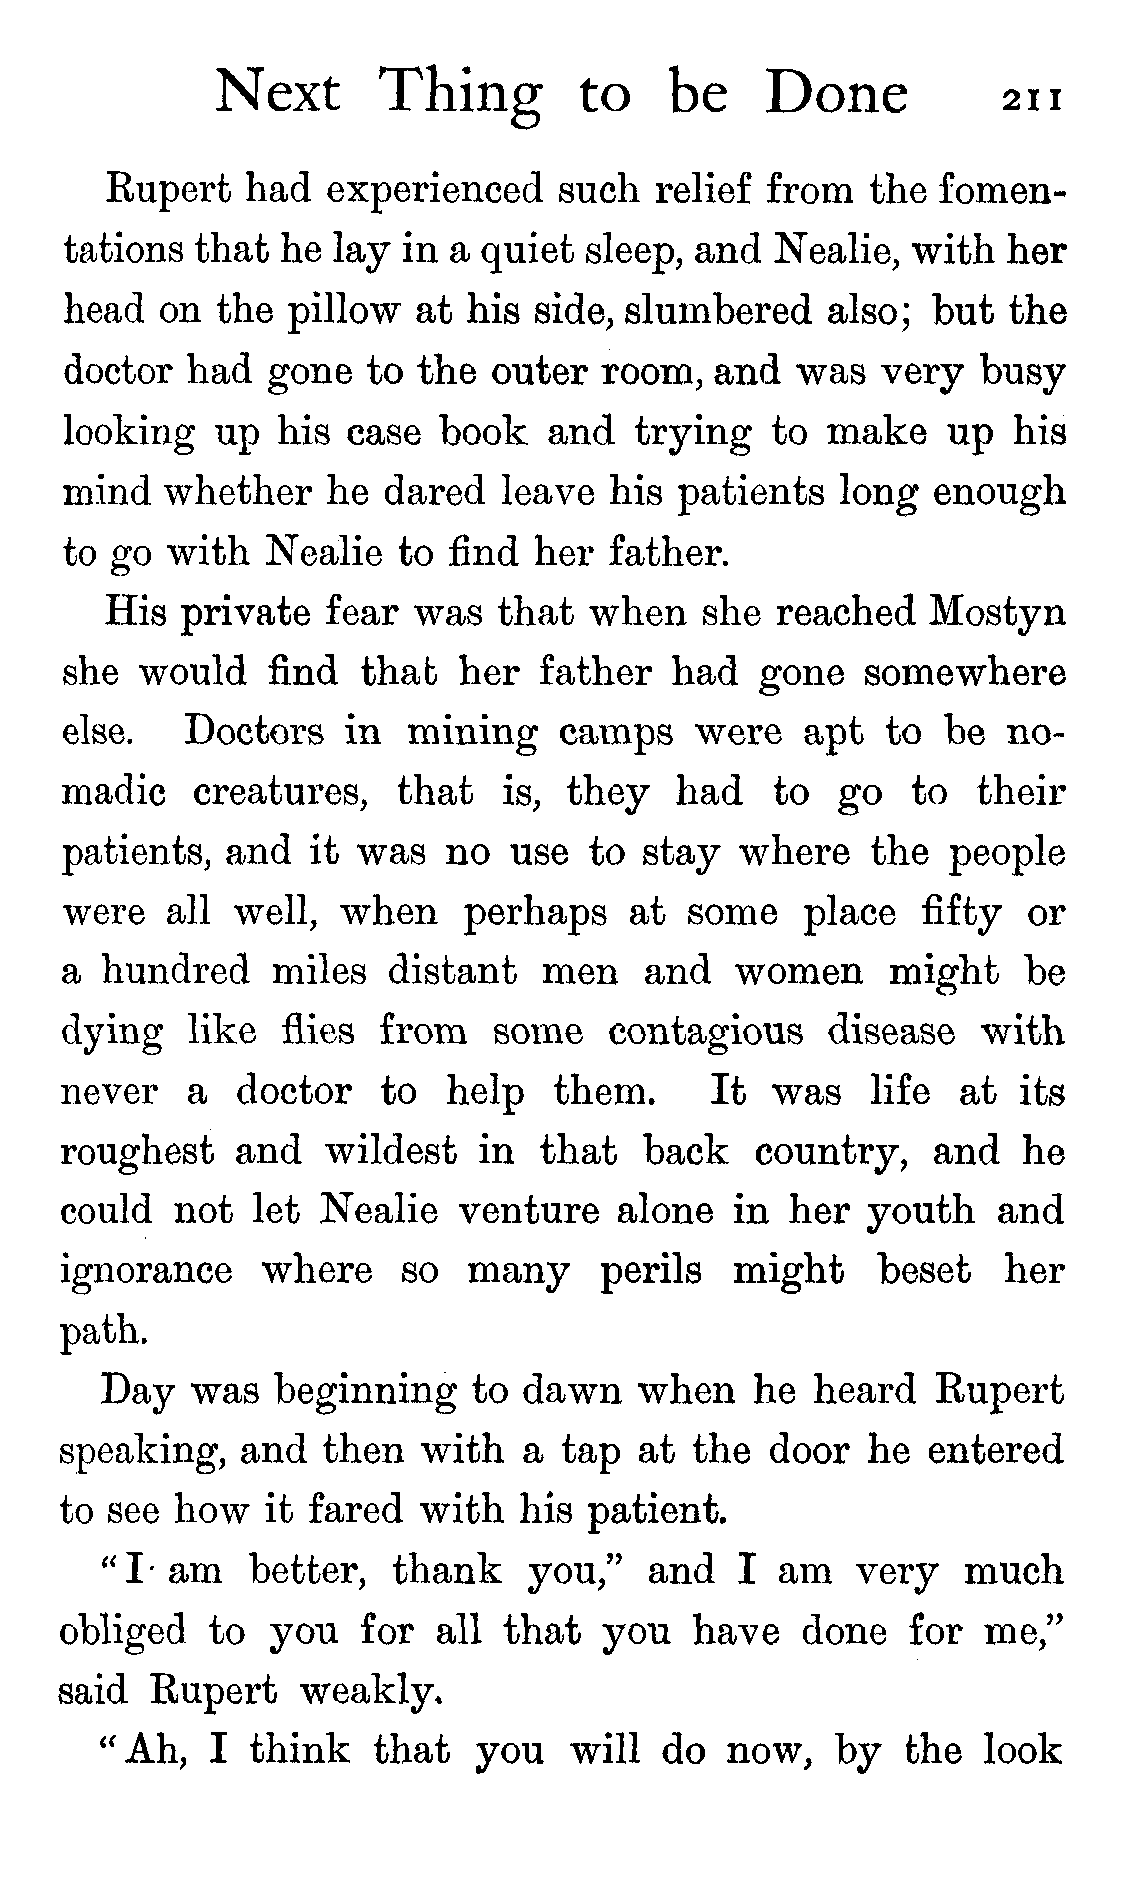 Next Thing to be Done 211
Rupert had experienced such relief from the fomen-
tations that he lay in a quiet sleep, and Nealie, with her
head on the pillow at his side, slumbered also; but the
doctor had gone to the outer room, and was very busy
looking up his case book and trying to make up his
mind whether he dared leave his patients long enough
to go with Nealie to find her father.
His private fear was that when she reached Mostyn
she would find that her father had gone somewhere
else. Doctors in mining camps were apt to be no-
madic creatures, that is, they had to go to their
patients, and it was no use to stay where the people
were all well, when perhaps at some place fifty or
a hundred miles distant men and women might be
dying like flies from some contagious disease with
never a doctor to help them. It was life at its
roughest and wildest in that back country, and he
could not let Nealie venture alone in her youth and
ignorance where so many perils might beset her
path.
Day was beginning to dawn when he heard Rupert
speaking, and then with a tap at the door he entered
to see how it fared with his patient.
“I am better, thank you,” and I am very much
obliged to you for all that you have done for me,”
said Rupert weakly.
“Ah, I think that you will do now, by the look